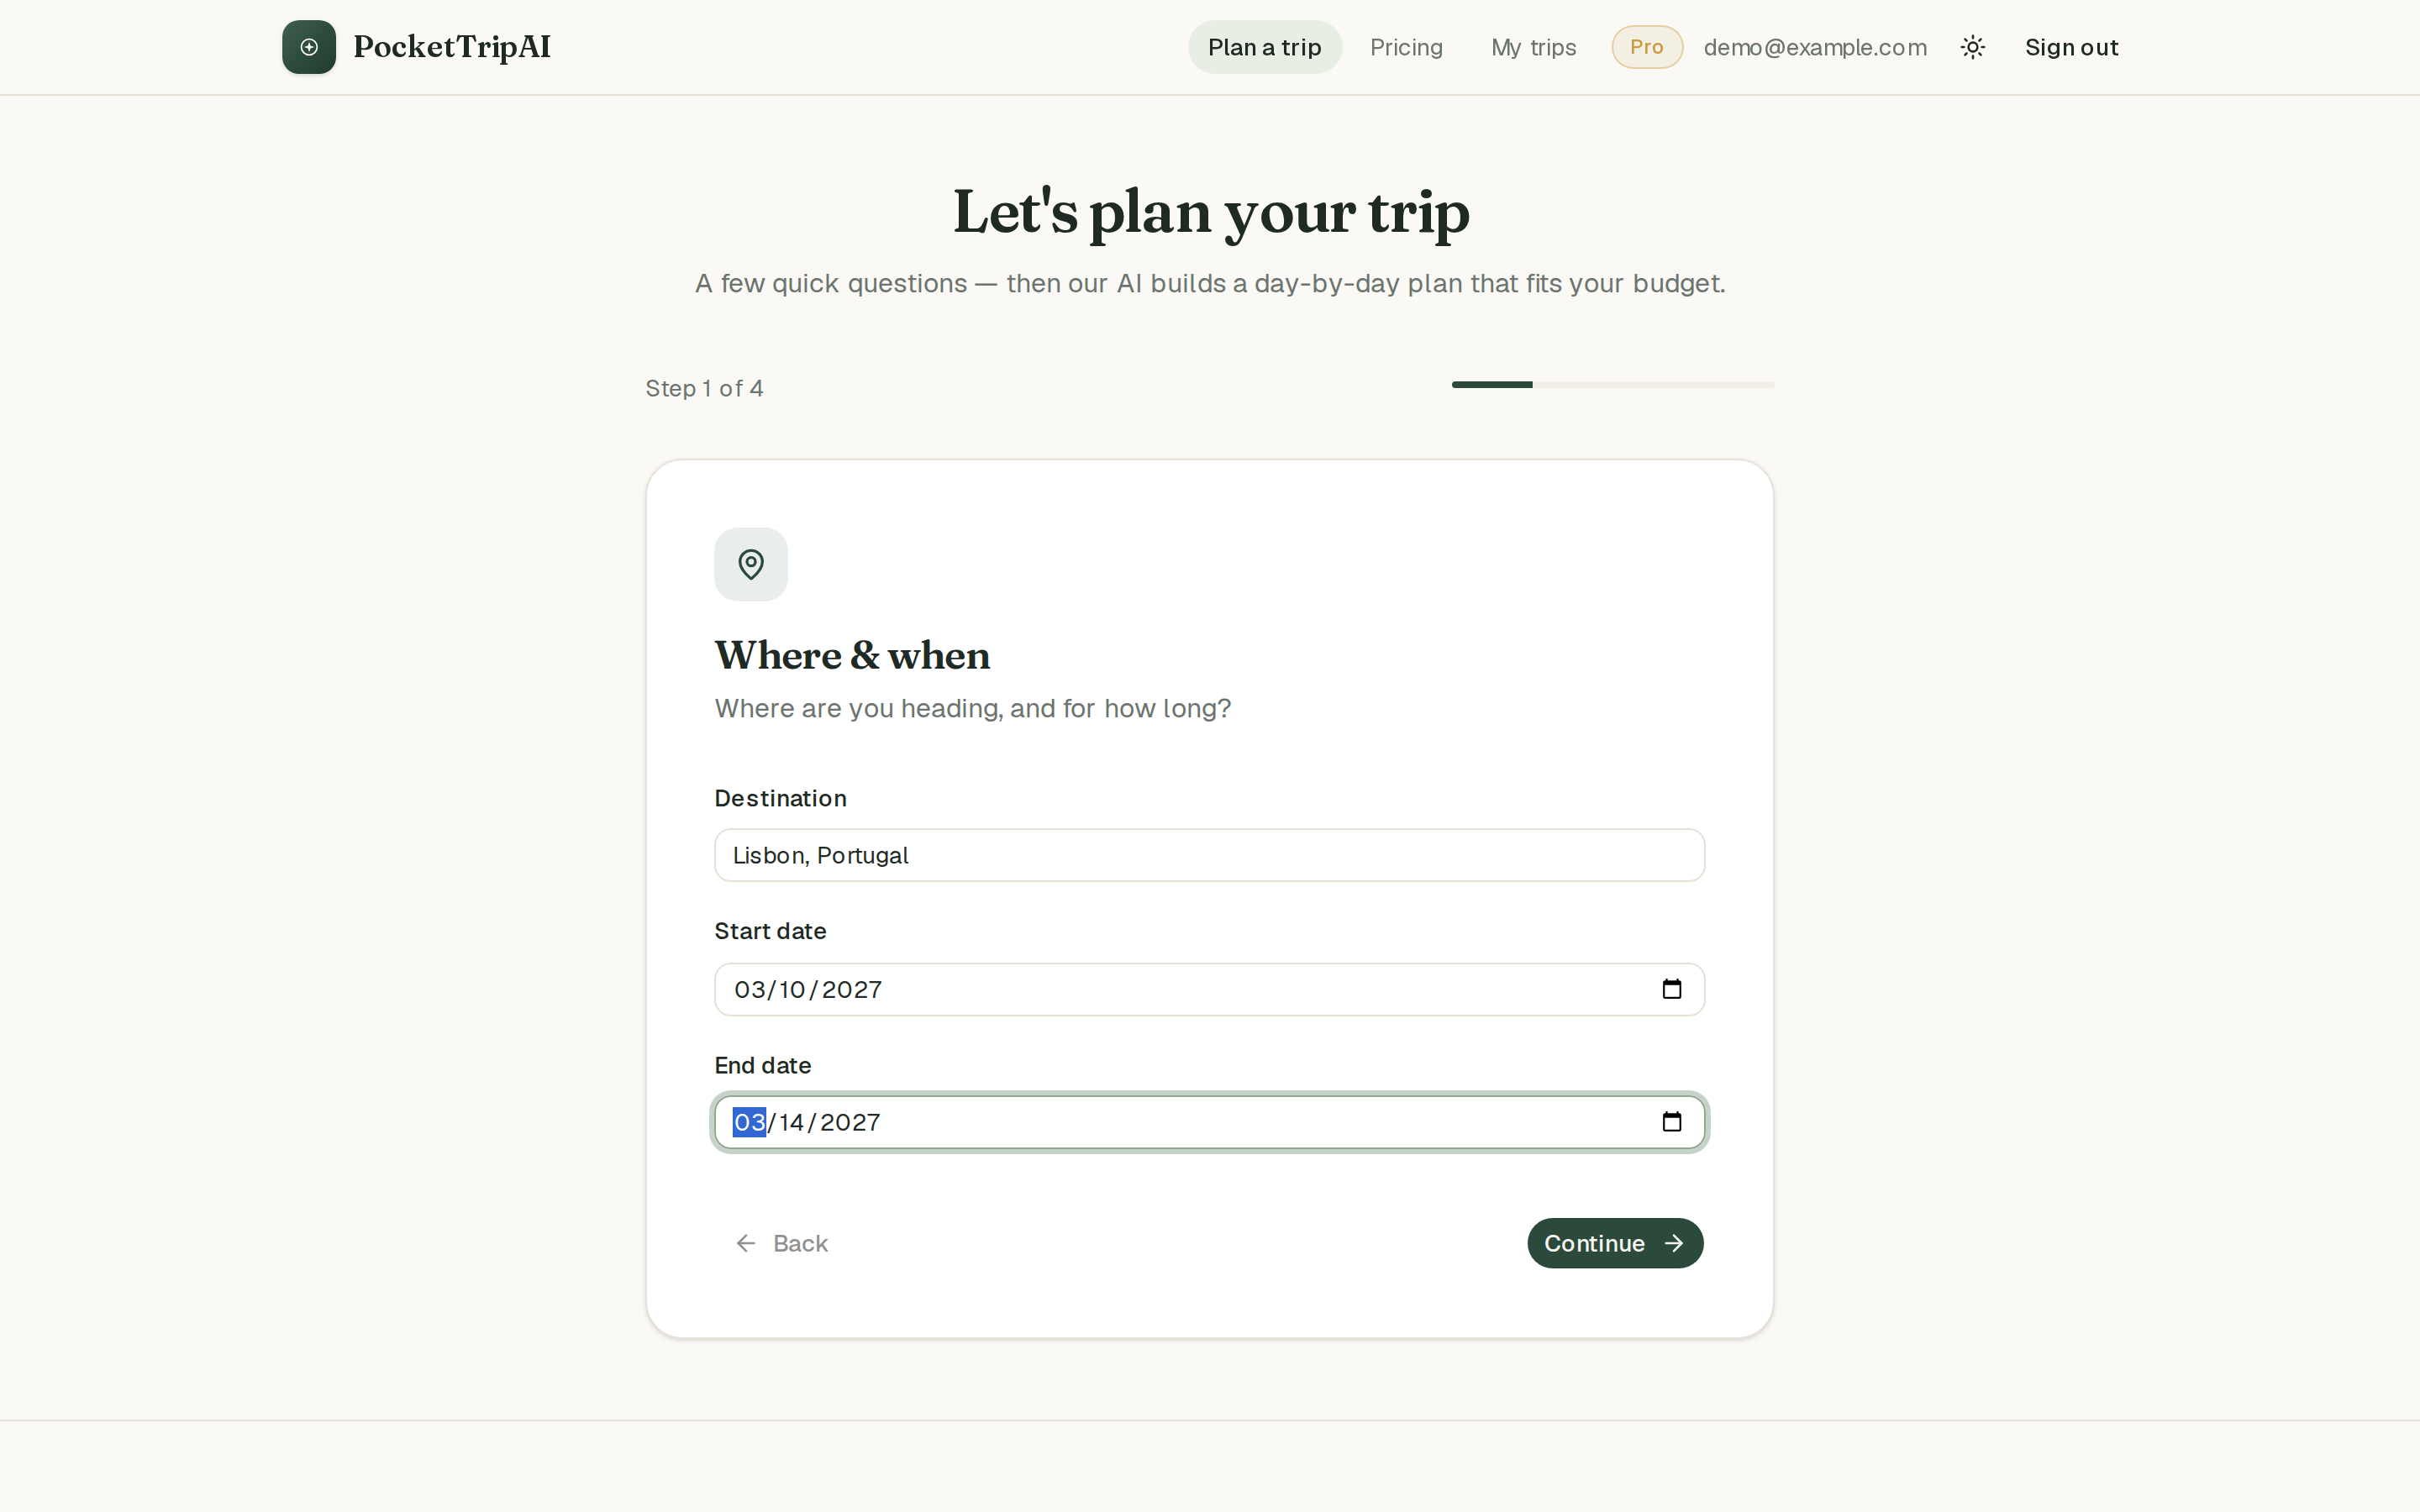 PocketTripAI
Plan a trip
Pricing
My trips
Pro
demo@example.com
Sign out
Let's plan your trip
A few quick questions — then our AI builds a day-by-day plan that fits your budget.
Step 1 of 4
Where & when
Where are you heading, and for how long?
Destination
Lisbon, Portugal
Start date
03/10/2027
End date
03/14/2027
Back
Continue